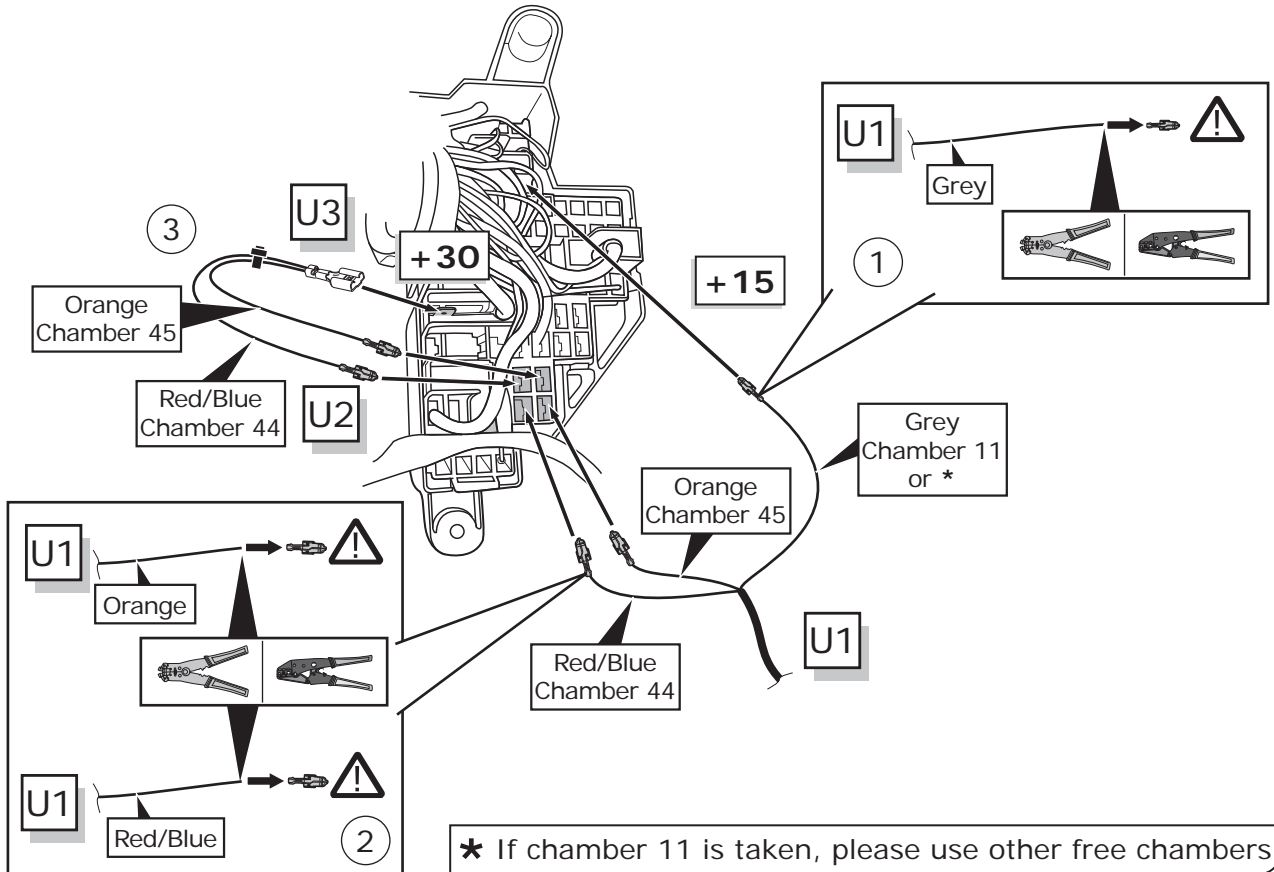 U1
Grey
1
+15
U3
3
+30
Orange
Chamber 45
Red/Blue
Chamber 44
U2
Grey
Chamber 11
or *
Orange
Chamber 45
U1
Orange
U1
Red/Blue
Chamber 44
U1
Red/Blue
2
* If chamber 11 is taken, please use other free chambers